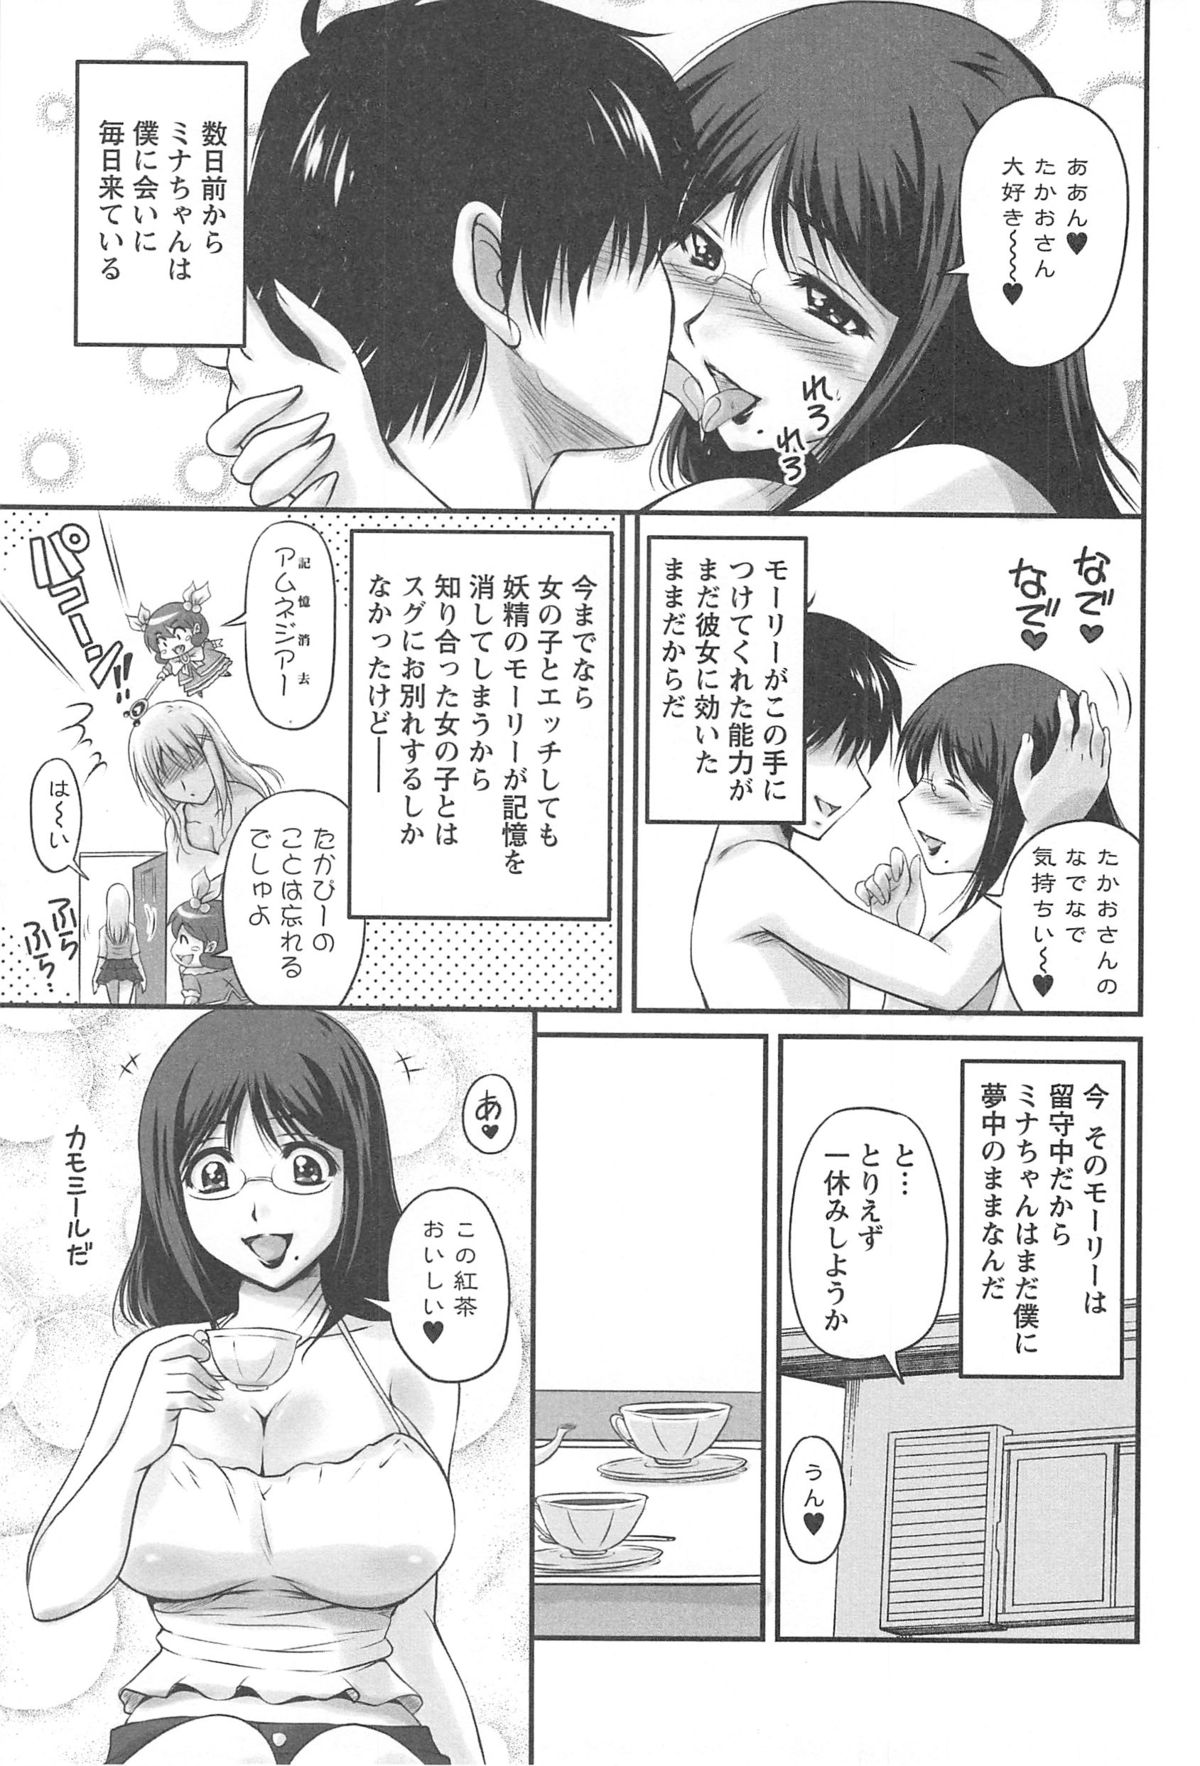 ああん♥
たかおさん
大好き～～～♥
れろ
れろ
数日前から
ミナちゃんは
僕に会いに
毎日来ている
なで♥
なで♥
モーリーがこの手に
つけてくれた能力が
まだ彼女に効いた
ままだからだ
たかおさんの
なでなで
気持ちい～♥
今までなら
女の子とエッチしても
妖精のモーリーが記憶を
消してしまうから
知り合った女の子とは
スグにお別れするしか
なかったけど――
記憶消去
アムネジアー
パコーン!!
たかぴーの
ことは忘れる
でしゅよ
は～い
ふら
ふら
今 そのモーリーは
留守中だから
ミナちゃんはまだ僕に
夢中のままなんだ
と…
とりえず
一休みしようか
うん♥
あ♥
この紅茶
おいしい♥
カモミールだ